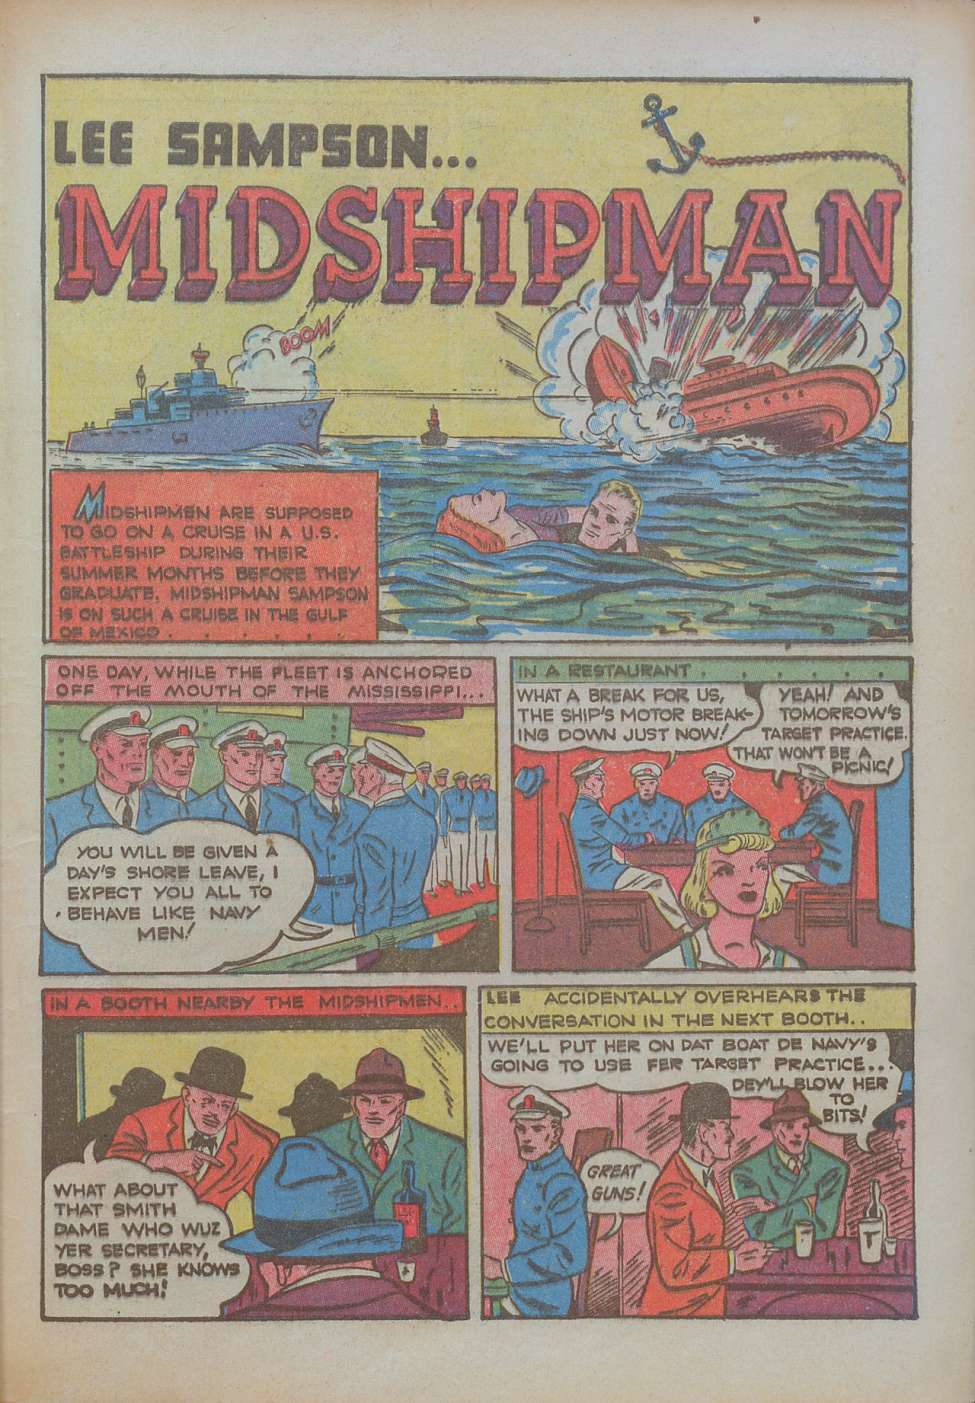 LEE SAMPSON...
MIDSHIPMAN
BOOM
MIDSHIPMEN ARE SUPPOSED
TO GO ON A CRUISE IN A U.S.
BATTLESHIP DURING THEIR
SUMMER MONTHS BEFORE THEY
GRADUATE. MIDSHIPMAN SAMPSON
IS ON SUCH A CRUISE IN THE GULF
OF MEXICO . . . . . . . .
ONE DAY, WHILE THE FLEET IS ANCHORED
OFF THE MOUTH OF THE MISSISSIPPI...
YOU WILL BE GIVEN A
DAY'S SHORE LEAVE, I
EXPECT YOU ALL TO
BEHAVE LIKE NAVY
MEN!
IN A RESTAURANT . . . . . . .
WHAT A BREAK FOR US,
THE SHIP'S MOTOR BREAK-
ING DOWN JUST NOW!
YEAH! AND
TOMORROW'S
TARGET PRACTICE.
THAT WON'T BE A
PICNIC!
IN A BOOTH NEARBY THE MIDSHIPMEN...
WHAT ABOUT
THAT SMITH
DAME WHO WUZ
YER SECRETARY,
BOSS? SHE KNOWS
TOO MUCH!
LEE ACCIDENTALLY OVERHEARS THE
CONVERSATION IN THE NEXT BOOTH..
WE'LL PUT HER ON DAT BOAT DE NAVY'S
GOING TO USE FER TARGET PRACTICE...
DEY'LL BLOW HER
TO
BITS!
GREAT
GUNS!